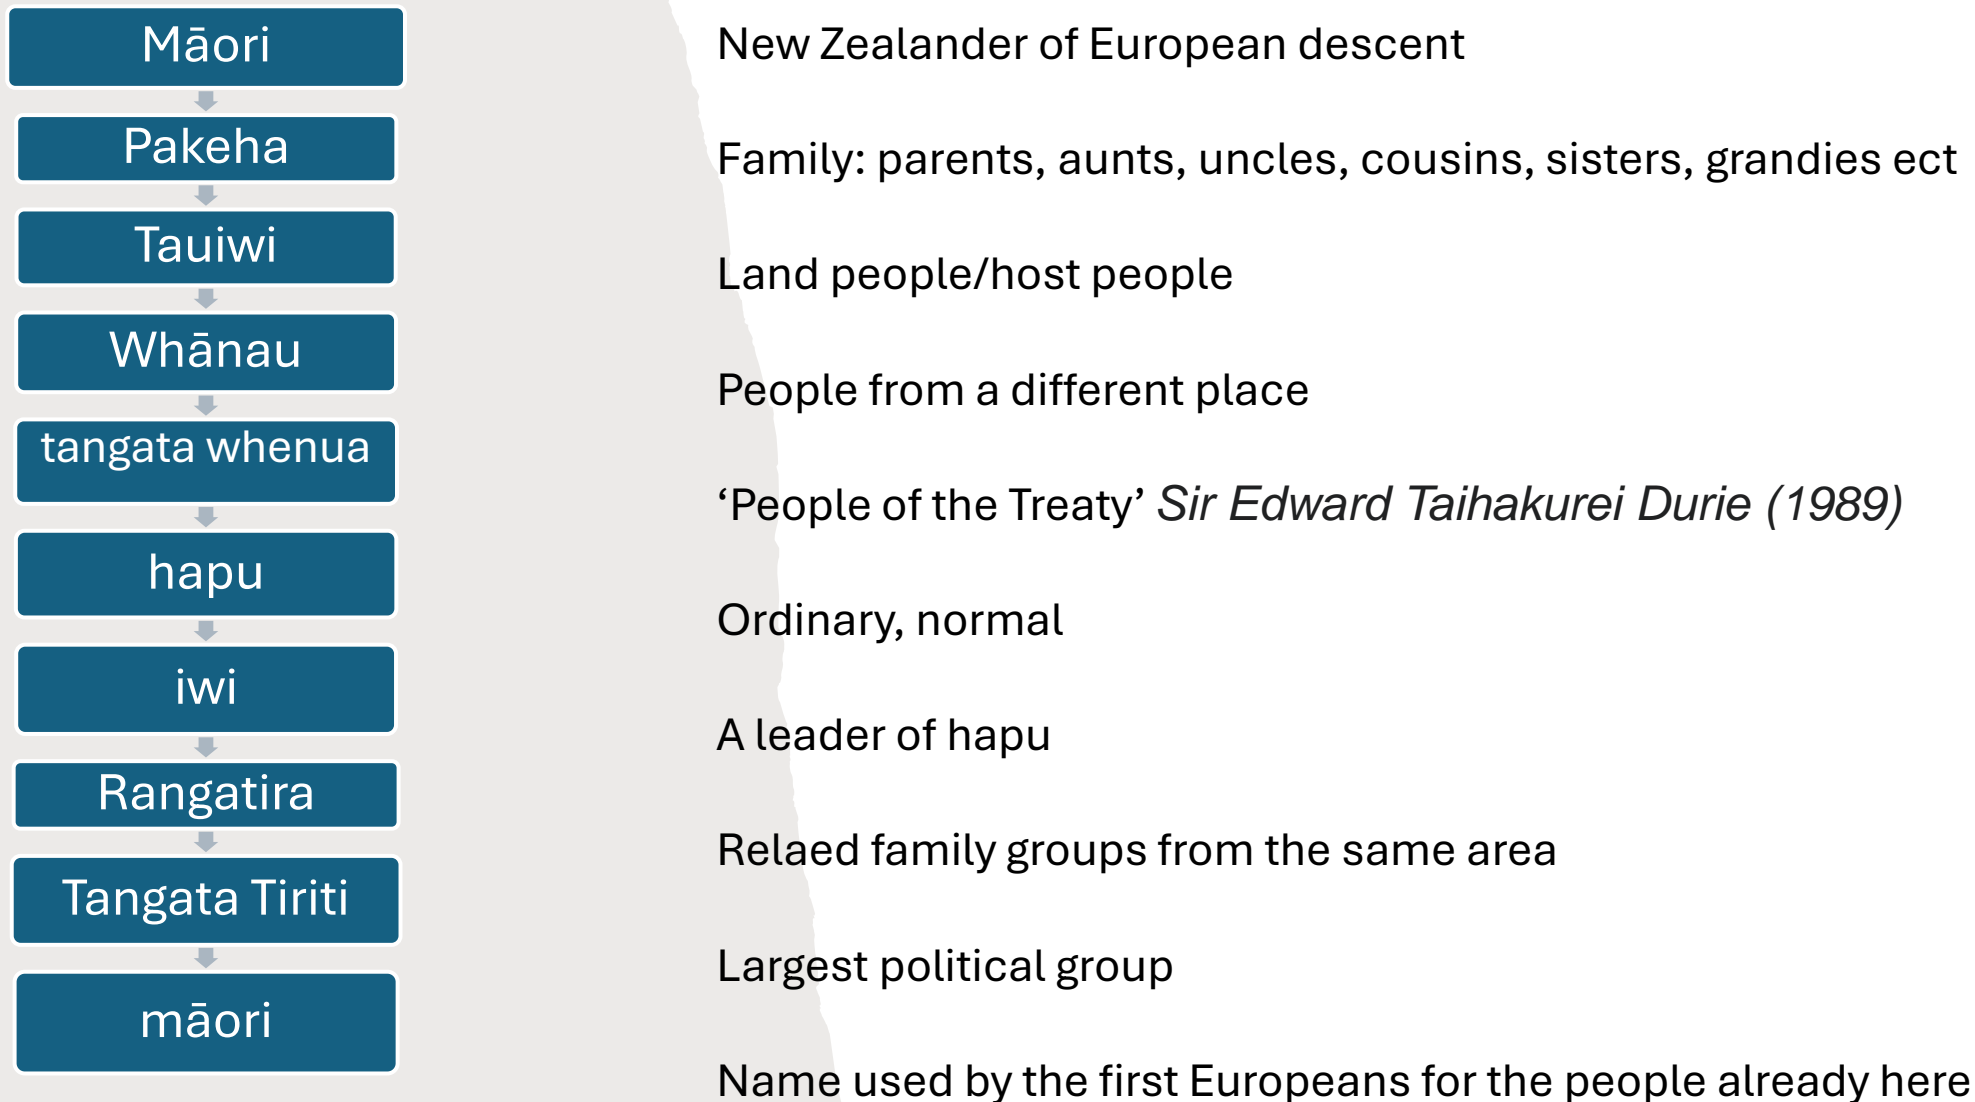 Māori
Pakeha
Tauiwi
Whānau
tangata whenua
hapu
iwi
Rangatira
Tangata Tiriti
māori
New Zealander of European descent
Family: parents, aunts, uncles, cousins, sisters, grandies ect
Land people/host people
People from a different place
‘People of the Treaty’ Sir Edward Taihakurei Durie (1989)
Ordinary, normal
A leader of hapu
Relaed family groups from the same area
Largest political group
Name used by the first Europeans for the people already here